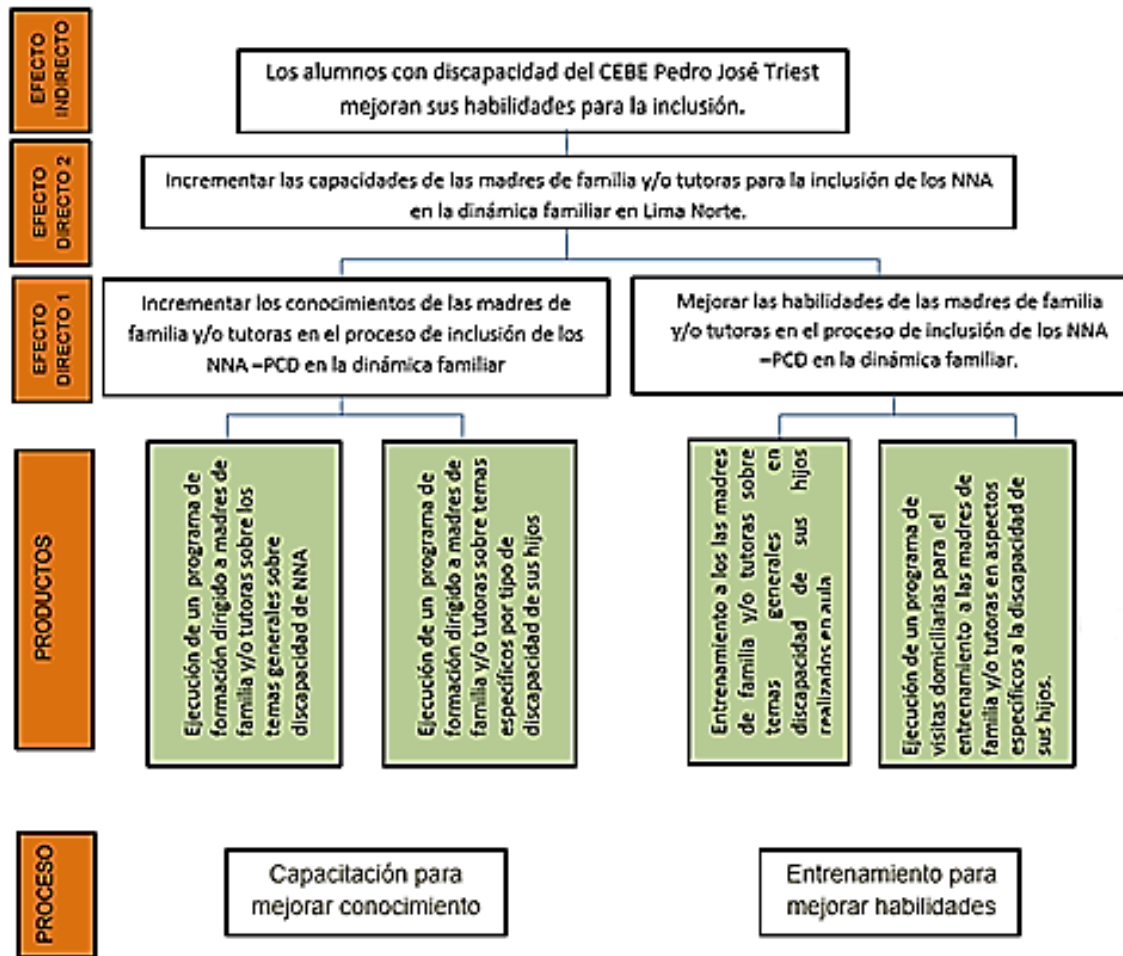 EFECTO
INDIRECTO
Los alumnos con discapacidad del CEBE Pedro José Triest
mejoran sus habilidades para la inclusión.
EFECTO
DIRECTO 2
Incrementar las capacidades de las madres de familia y/o tutoras para la inclusión de los NNA
en la dinámica familiar en Lima Norte.
EFECTO
DIRECTO 1
Incrementar los conocimientos de las madres de
familia y/o tutoras en el proceso de inclusión de los
NNA –PCD en la dinámica familiar
Mejorar las habilidades de las madres de familia
y/o tutoras en el proceso de inclusión de los NNA
–PCD en la dinámica familiar.
PRODUCTOS
Ejecución de un programa de
formación dirigido a madres de
familia y/o tutoras sobre los
temas generales sobre
discapacidad de NNA
Ejecución de un programa de
formación dirigido a madres de
familia y/o tutoras sobre temas
específicos por tipo de
discapacidad de sus hijos
Entrenamiento a los las madres
de familia y/o tutoras sobre
temas generales en
discapacidad de sus hijos
realizados en aula
Ejecución de un programa de
visitas domiciliarias para el
entrenamiento a las madres de
familia y/o tutoras en aspectos
específicos a la discapacidad de
sus hijos.
PROCESO
Capacitación para
mejorar conocimiento
Entrenamiento para
mejorar habilidades